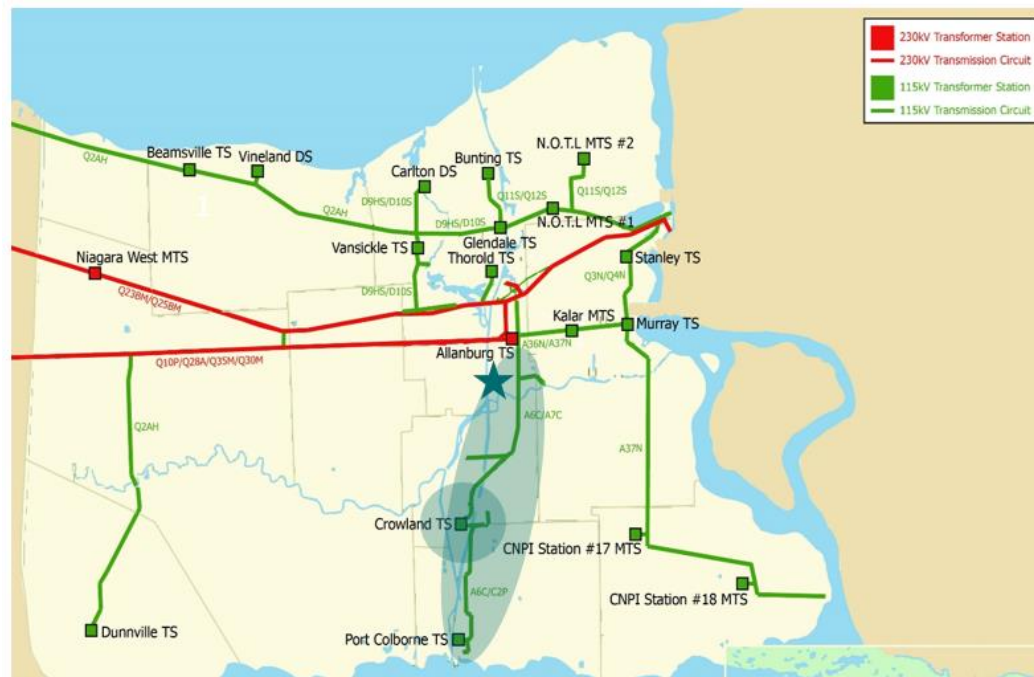 230kV Transformer Station
230kV Transmission Circuit
115kV Transformer Station
115kV Transmission Circuit
Q2AH
Beamsville TS
Vineland DS
Carlton DS
Bunting TS
N.O.T.L MTS #2
D9HS/D10S
Q11S/Q12S
Q11S/Q12S
Q2AH
D9HS/D10S
N.O.T.L MTS #1
1
Vansickle TS
Glendale TS
Thorold TS
Stanley TS
Niagara West MTS
Q23BM/Q25BM
D9HS/D10S
Q3N/Q4N
Kalar MTS
Murray TS
Allanburg TS
A36N/A37N
Q10P/Q28A/Q35M/Q30M
A6C/A7C
Q2AH
A37N
Crowland TS
CNPI Station #17 MTS
A6C/C2P
CNPI Station #18 MTS
Dunnville TS
Port Colborne TS